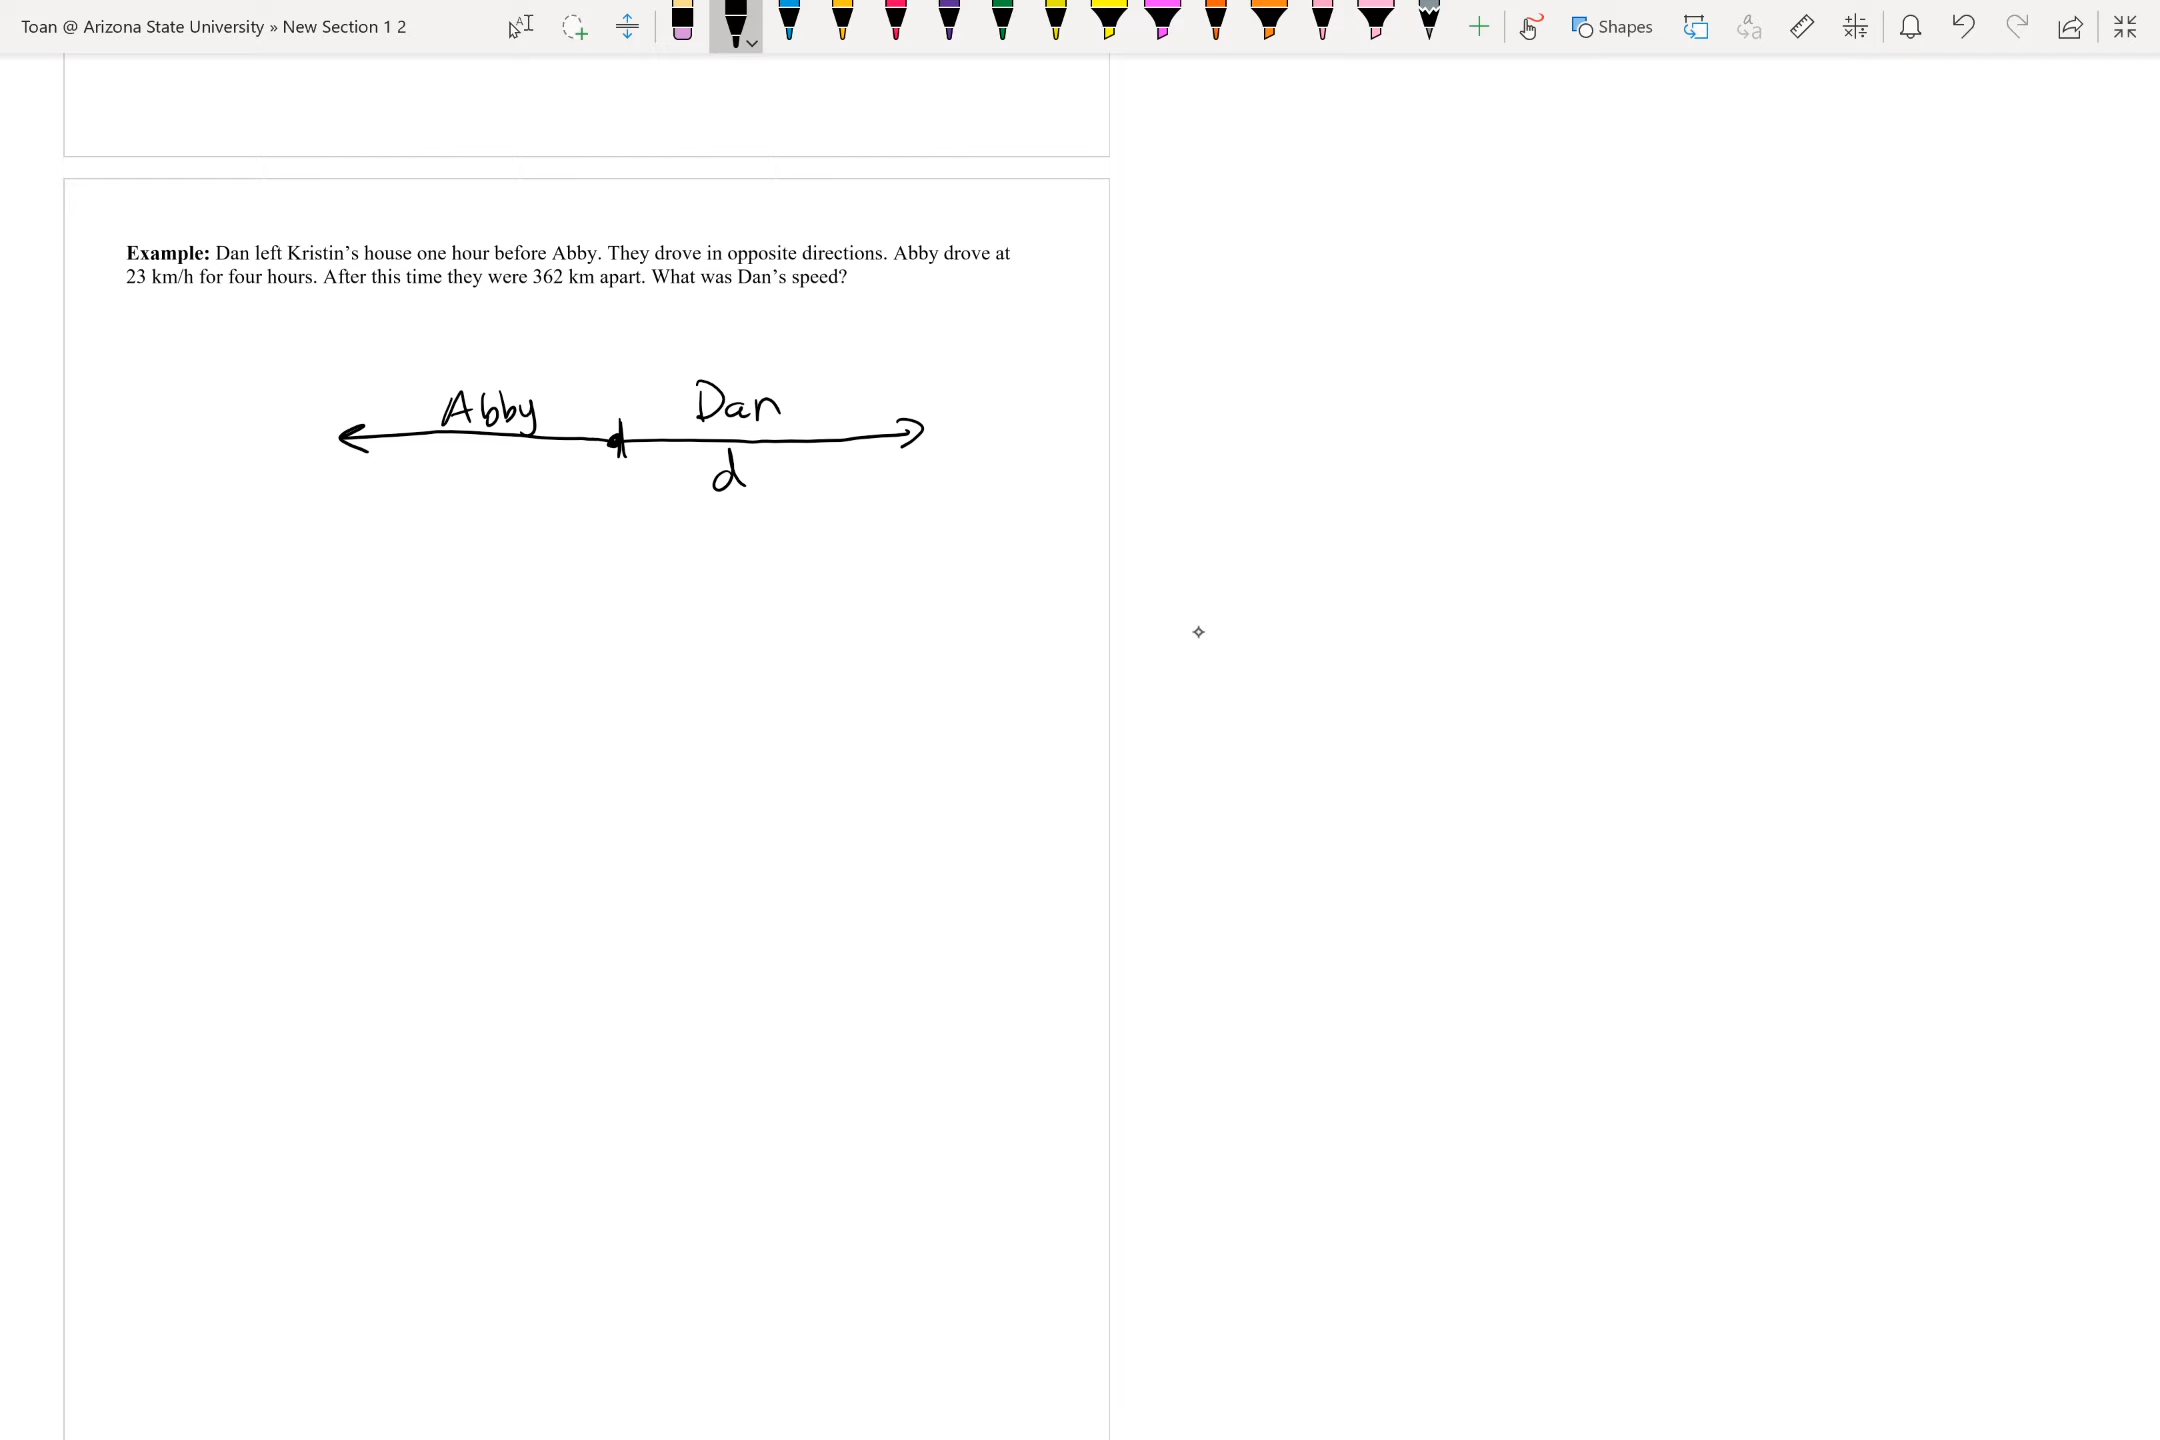 Toan @ Arizona State University » New Section 1 2
Shapes
Example: Dan left Kristin’s house one hour before Abby. They drove in opposite directions. Abby drove at
23 km/h for four hours. After this time they were 362 km apart. What was Dan’s speed?
Abby Dan
d